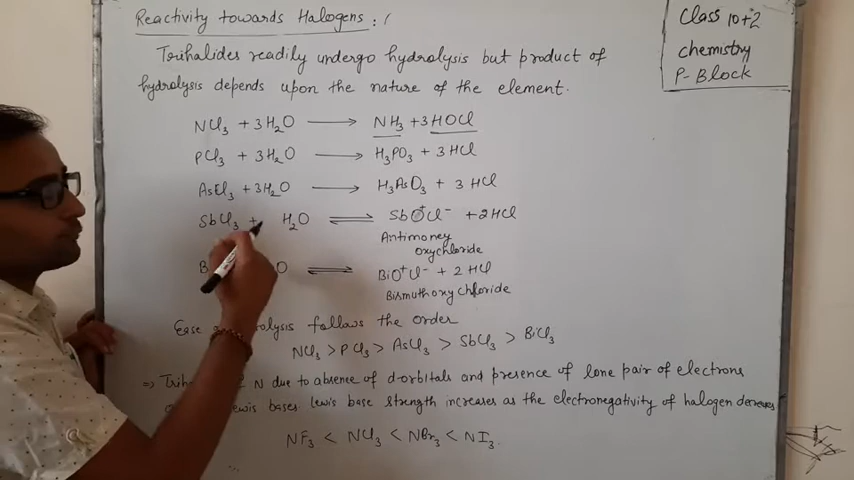 Reactivity towards Halogens :
Class 10+2
chemistry
P-Block
Trihalides readily undergo hydrolysis but product of
hydrolysis depends upon the nature of the element.
NCl₃ + 3H₂O ⟶ NH₃ + 3HOCl
PCl₃ + 3H₂O ⟶ H₃PO₃ + 3HCl
AsCl₃ + 3H₂O ⟶ H₃AsO₃ + 3HCl
SbCl₃ + H₂O ⇌ SbO⁺Cl⁻ + 2HCl
Antimoney
oxychloride
B O ⇌ BiO⁺Cl⁻ + 2HCl
Bismuthoxychloride
Ease follows the order
NCl₃ > PCl₃ > AsCl₃ > SbCl₃ > BiCl₃
⇒ N due to absence of d-orbitals and presence of lone pair of electrons
lewis bases. lewis base strength increases as the electronegativity of halogen decreases
NF₃ < NCl₃ < NBr₃ < NI₃